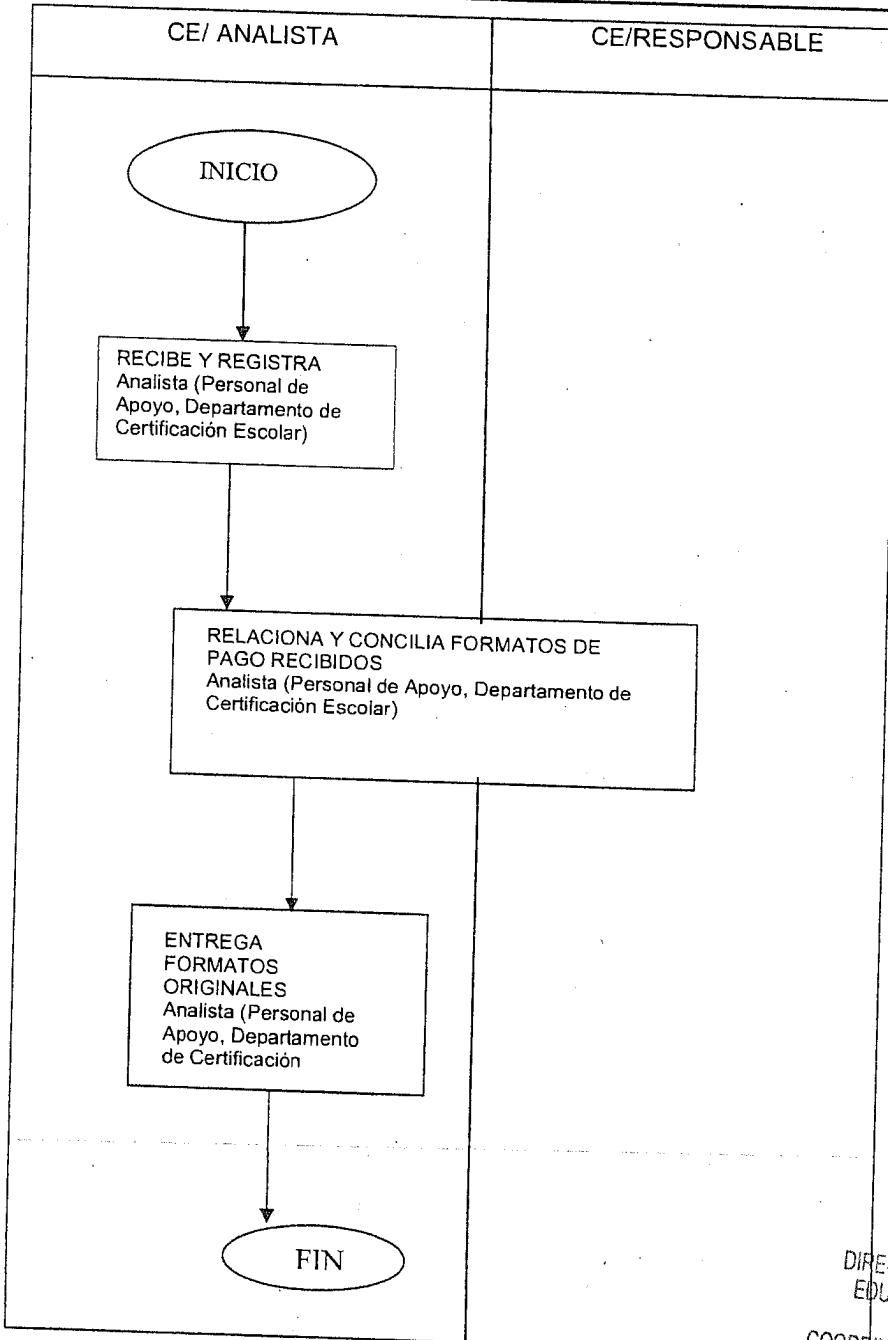 CE/ ANALISTA
CE/RESPONSABLE
INICIO
RECIBE Y REGISTRA
Analista (Personal de
Apoyo, Departamento de
Certificación Escolar)
RELACIONA Y CONCILIA FORMATOS DE
PAGO RECIBIDOS
Analista (Personal de Apoyo, Departamento de
Certificación Escolar)
ENTREGA
FORMATOS
ORIGINALES
Analista (Personal de
Apoyo, Departamento
de Certificación
FIN